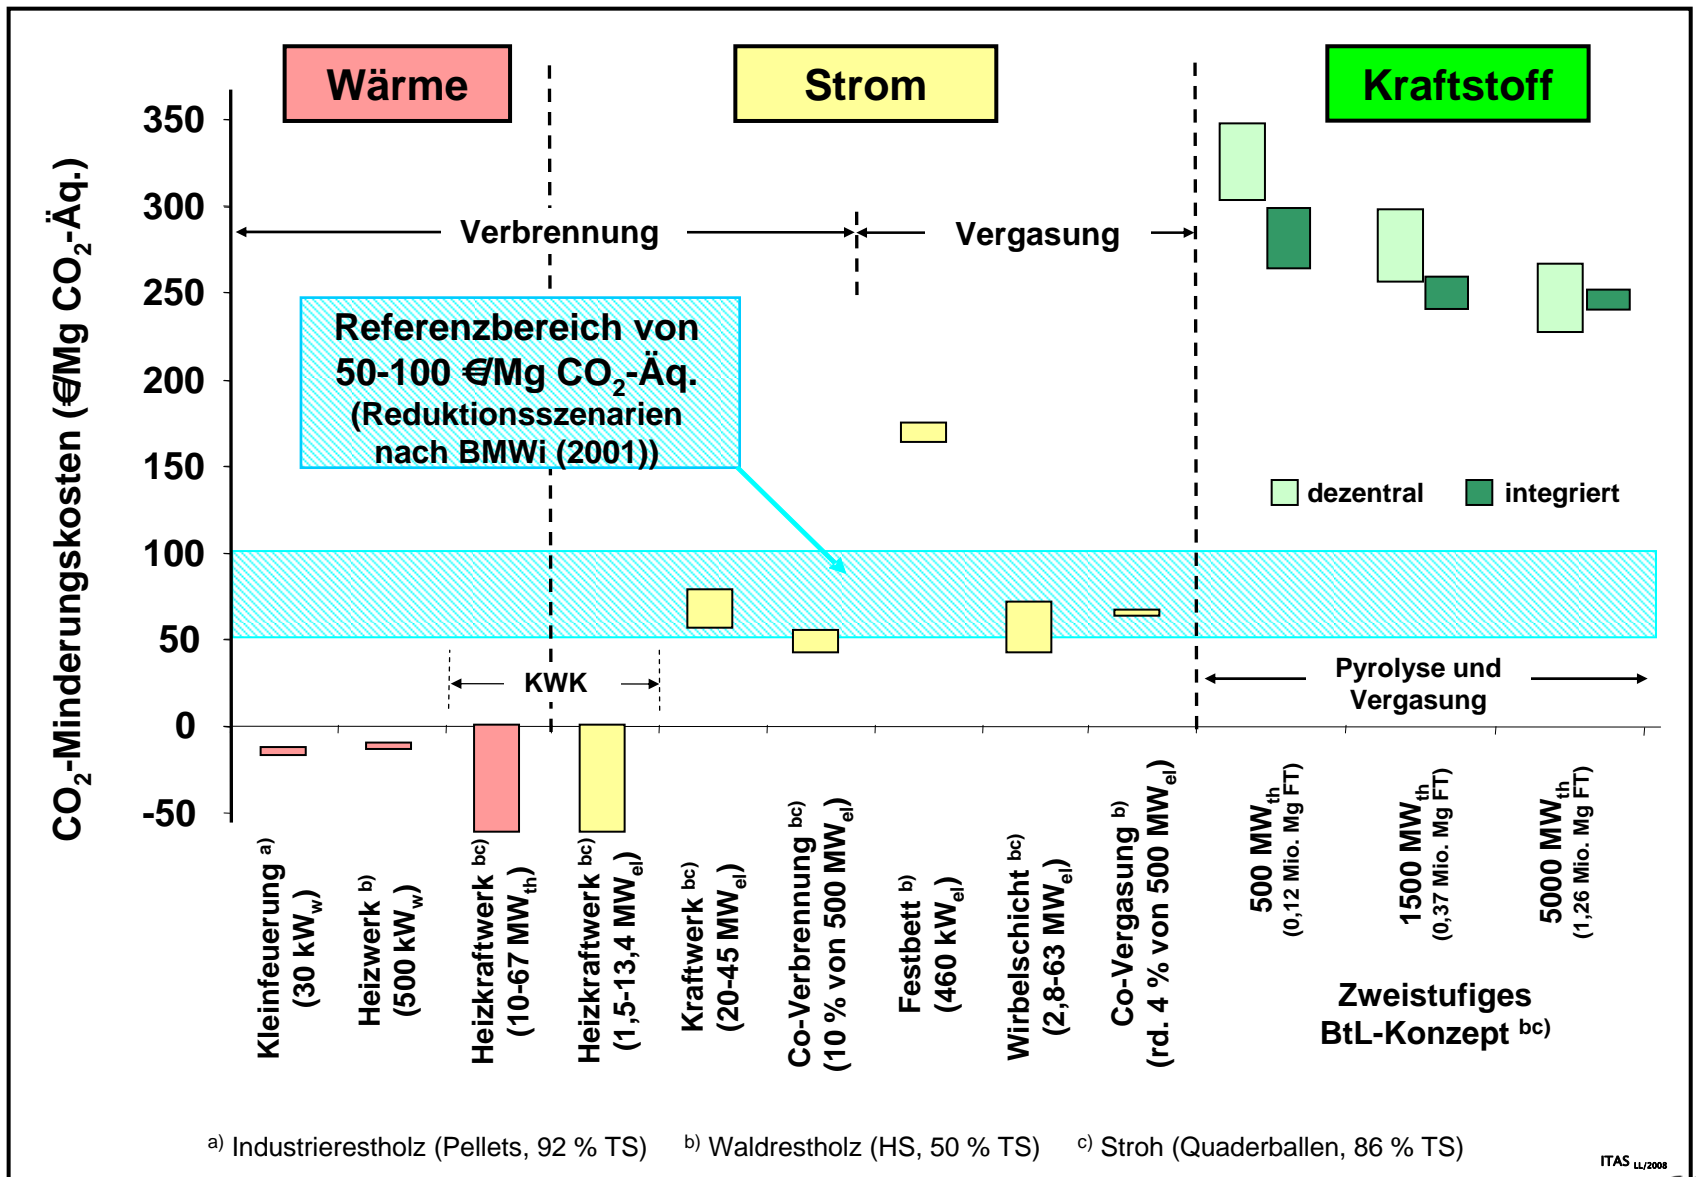 Wärme
Strom
Kraftstoff
CO2-Minderungskosten (€/Mg CO2-Äq.)
350
300
250
200
150
100
50
0
-50
Verbrennung
Vergasung
Referenzbereich von
50-100 €/Mg CO2-Äq.
(Reduktionsszenarien
nach BMWi (2001))
dezentral
integriert
KWK
Pyrolyse und
Vergasung
Kleinfeuerung a)
(30 kWw)
Heizwerk b)
(500 kWw)
Heizkraftwerk bc)
(10-67 MWth)
Heizkraftwerk bc)
(1,5-13,4 MWel)
Kraftwerk bc)
(20-45 MWel)
Co-Verbrennung bc)
(10 % von 500 MWel)
Festbett b)
(460 kWel)
Wirbelschicht bc)
(2,8-63 MWel)
Co-Vergasung b)
(rd. 4 % von 500 MWel)
500 MWth
(0,12 Mio. Mg FT)
1500 MWth
(0,37 Mio. Mg FT)
5000 MWth
(1,26 Mio. Mg FT)
Zweistufiges
BtL-Konzept bc)
a) Industrierestholz (Pellets, 92 % TS) b) Waldrestholz (HS, 50 % TS) c) Stroh (Quaderballen, 86 % TS)
ITAS LL/2008